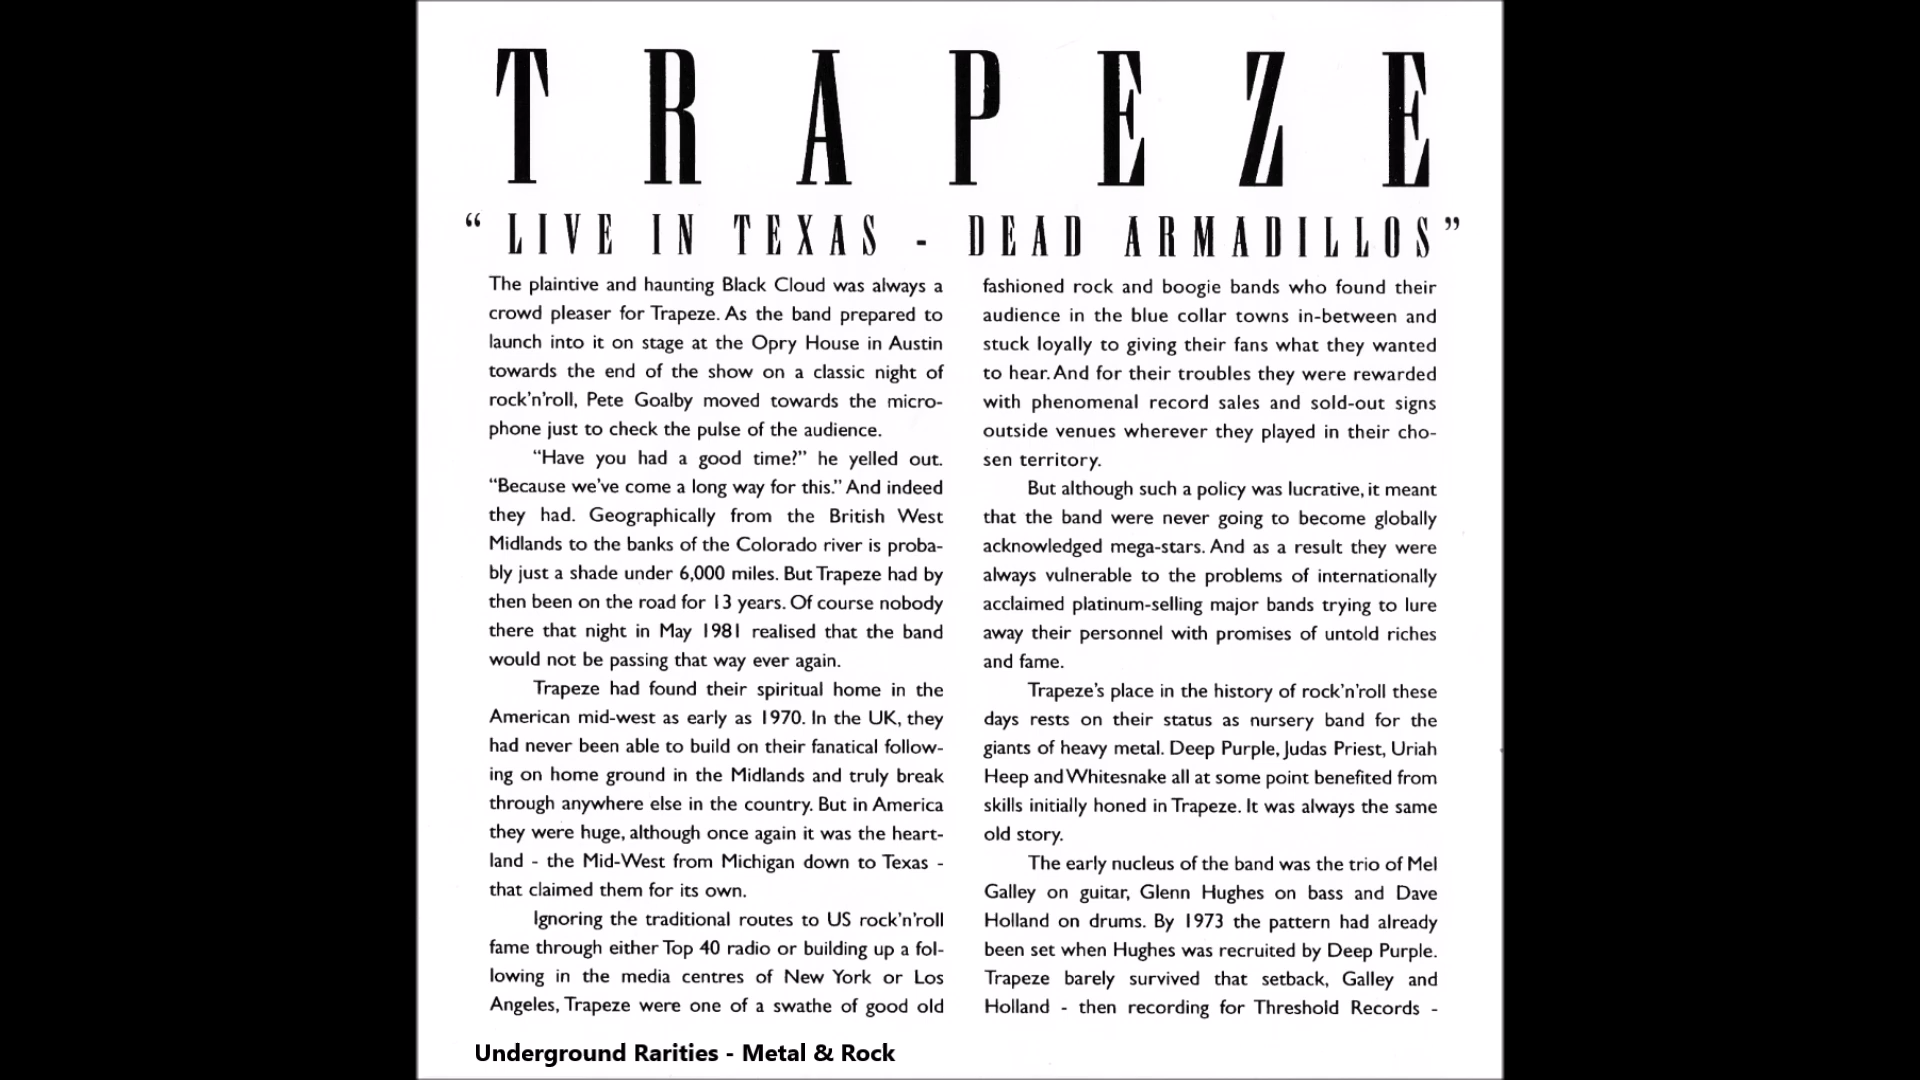 TRAPEZE
“LIVE IN TEXAS - DEAD ARMADILLOS”
The plaintive and haunting Black Cloud was always a
crowd pleaser for Trapeze. As the band prepared to
launch into it on stage at the Opry House in Austin
towards the end of the show on a classic night of
rock’n’roll, Pete Goalby moved towards the micro-
phone just to check the pulse of the audience.
“Have you had a good time?” he yelled out.
“Because we’ve come a long way for this.” And indeed
they had. Geographically from the British West
Midlands to the banks of the Colorado river is proba-
bly just a shade under 6,000 miles. But Trapeze had by
then been on the road for 13 years. Of course nobody
there that night in May 1981 realised that the band
would not be passing that way ever again.
Trapeze had found their spiritual home in the
American mid-west as early as 1970. In the UK, they
had never been able to build on their fanatical follow-
ing on home ground in the Midlands and truly break
through anywhere else in the country. But in America
they were huge, although once again it was the heart-
land - the Mid-West from Michigan down to Texas -
that claimed them for its own.
Ignoring the traditional routes to US rock’n’roll
fame through either Top 40 radio or building up a fol-
lowing in the media centres of New York or Los
Angeles, Trapeze were one of a swathe of good old
fashioned rock and boogie bands who found their
audience in the blue collar towns in-between and
stuck loyally to giving their fans what they wanted
to hear. And for their troubles they were rewarded
with phenomenal record sales and sold-out signs
outside venues wherever they played in their cho-
sen territory.
But although such a policy was lucrative, it meant
that the band were never going to become globally
acknowledged mega-stars. And as a result they were
always vulnerable to the problems of internationally
acclaimed platinum-selling major bands trying to lure
away their personnel with promises of untold riches
and fame.
Trapeze’s place in the history of rock’n’roll these
days rests on their status as nursery band for the
giants of heavy metal. Deep Purple, Judas Priest, Uriah
Heep and Whitesnake all at some point benefited from
skills initially honed in Trapeze. It was always the same
old story.
The early nucleus of the band was the trio of Mel
Galley on guitar, Glenn Hughes on bass and Dave
Holland on drums. By 1973 the pattern had already
been set when Hughes was recruited by Deep Purple.
Trapeze barely survived that setback, Galley and
Holland - then recording for Threshold Records -
Underground Rarities - Metal & Rock